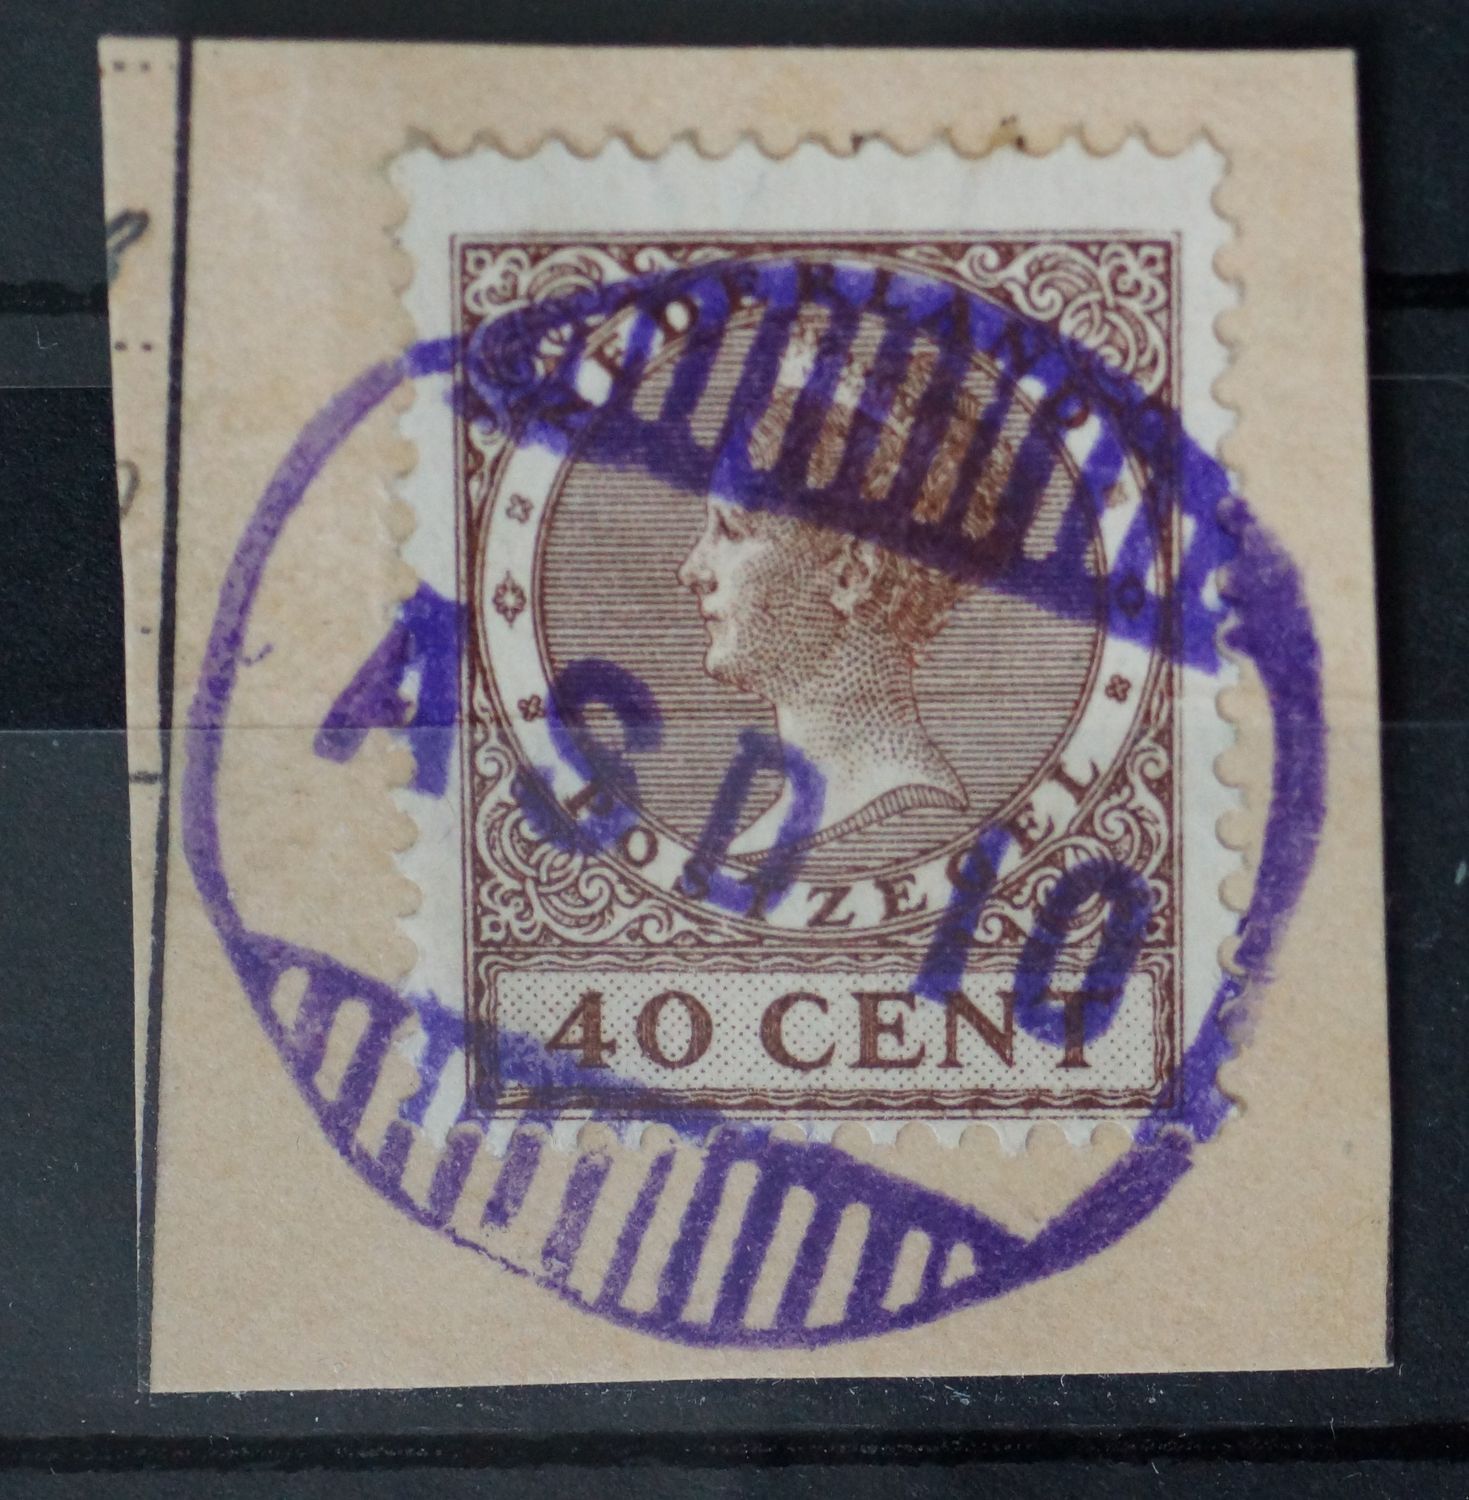 NEDERLAND
POSTZEGEL
40 CENT
ASD 10